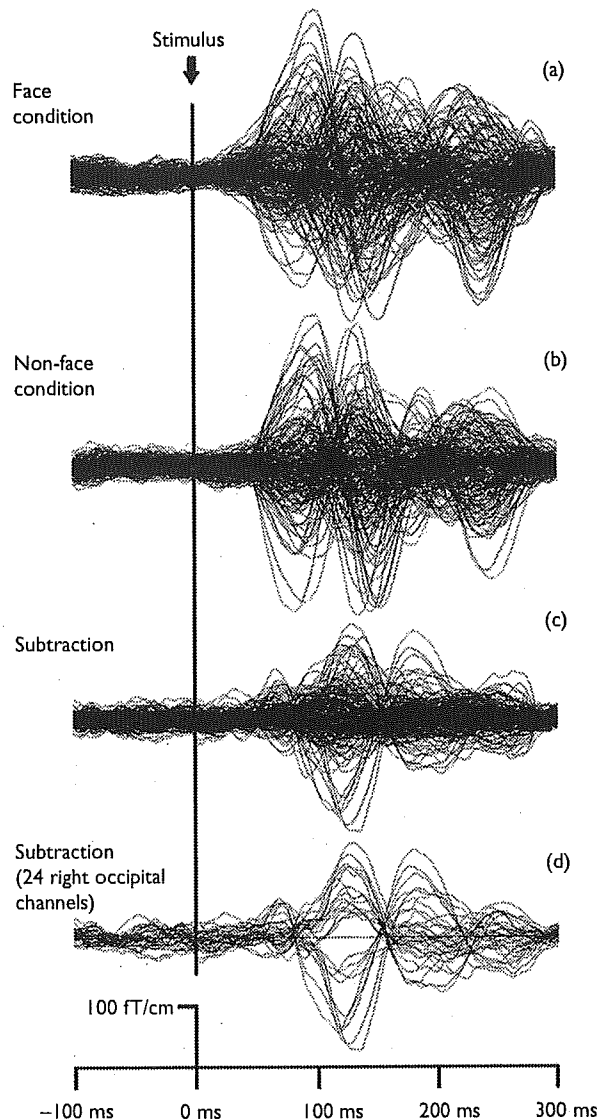 Stimulus
(a)
Face
condition
(b)
Non-face
condition
(c)
Subtraction
(d)
Subtraction
(24 right occipital
channels)
100 fT/cm
−100 ms 0 ms 100 ms 200 ms 300 ms